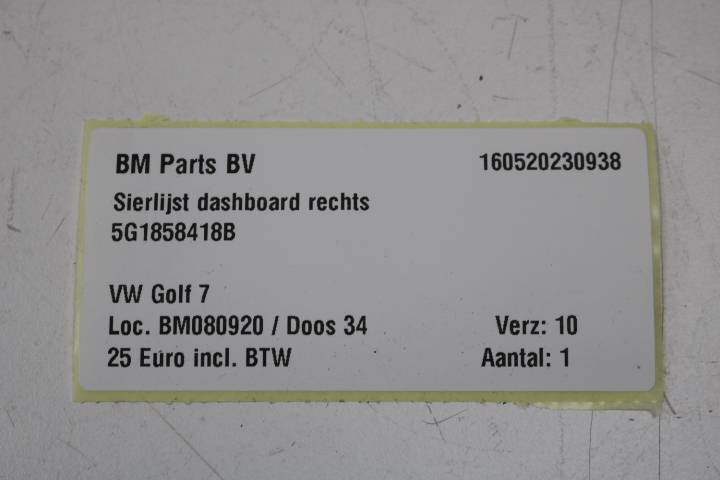 BM Parts BV 160520230938
Sierlijst dashboard rechts
5G1858418B
VW Golf 7
Loc. BM080920 / Doos 34 Verz: 10
25 Euro incl. BTW Aantal: 1